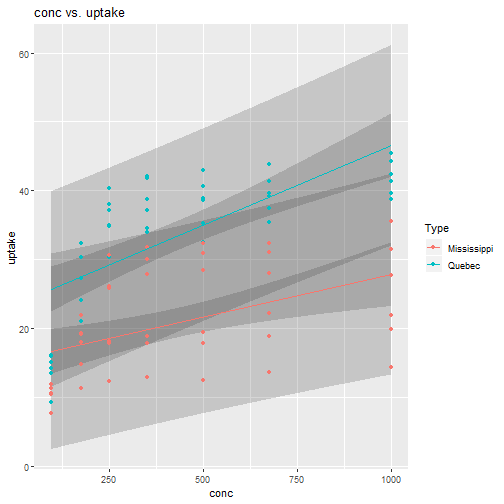 conc vs. uptake
60
40
20
0
uptake
250
500
750
1000
conc
Type
Mississippi
Quebec